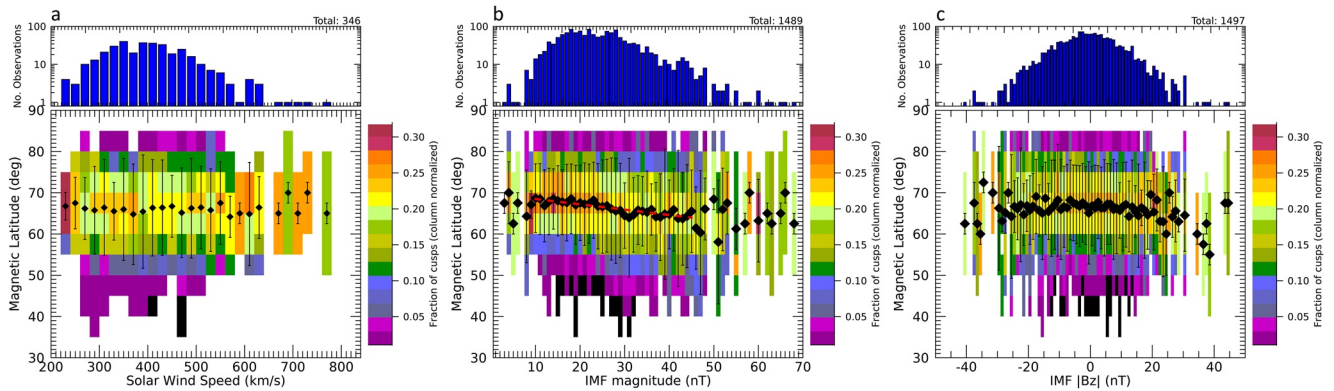 a
Total: 346
No. Observations
100
10
1
Magnetic Latitude (deg)
90
80
70
60
50
40
30
200 300 400 500 600 700 800
Solar Wind Speed (km/s)
0.30
0.25
0.20
0.15
0.10
0.05
Fraction of cusps (column normalized)
b
Total: 1489
No. Observations
100
10
1
Magnetic Latitude (deg)
90
80
70
60
50
40
30
10 20 30 40 50 60 70
IMF magnitude (nT)
0.30
0.25
0.20
0.15
0.10
0.05
Fraction of cusps (column normalized)
c
Total: 1497
No. Observations
100
10
1
Magnetic Latitude (deg)
90
80
70
60
50
40
30
-40 -20 0 20 40
IMF |Bz| (nT)
0.30
0.25
0.20
0.15
0.10
0.05
Fraction of cusps (column normalized)